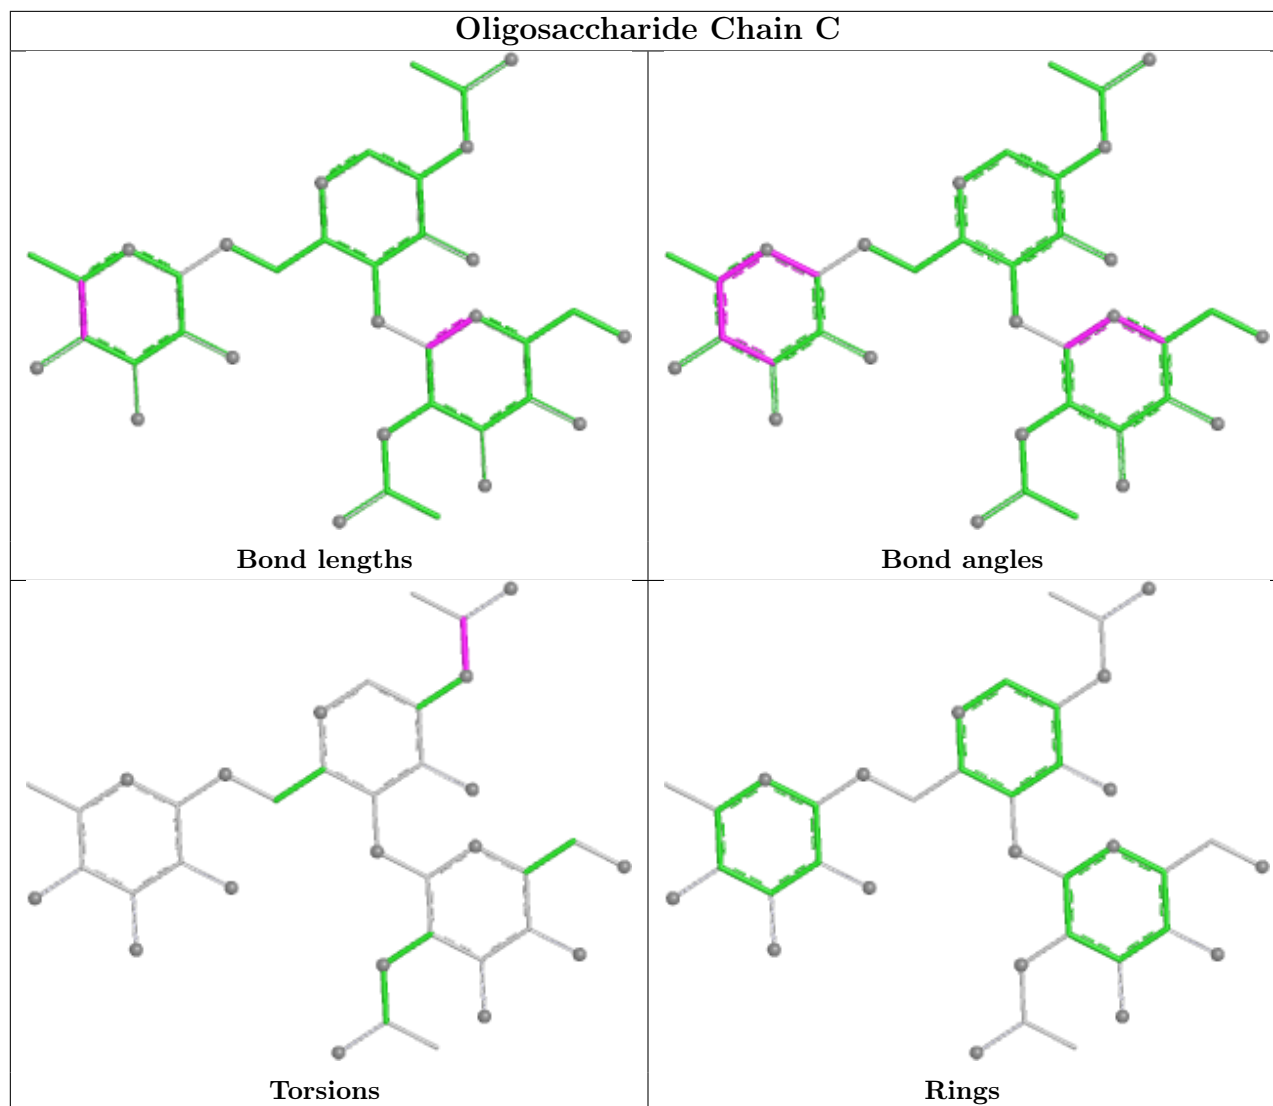 Oligosaccharide Chain C
Bond lengths
Bond angles
Torsions
Rings